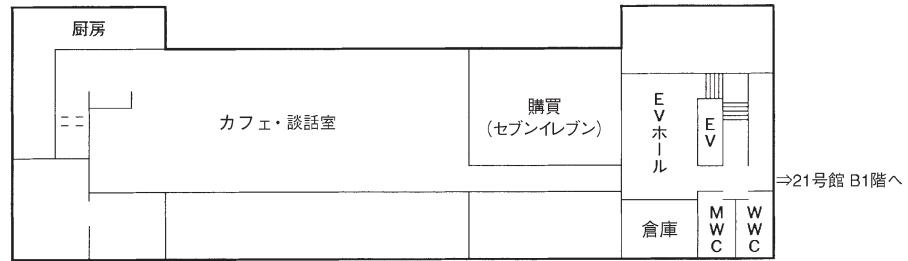 厨房
カフェ・談話室
購買
(セブンイレブン)
EVホール
EV
⇒21号館 B1階へ
倉庫
MWC
WWC